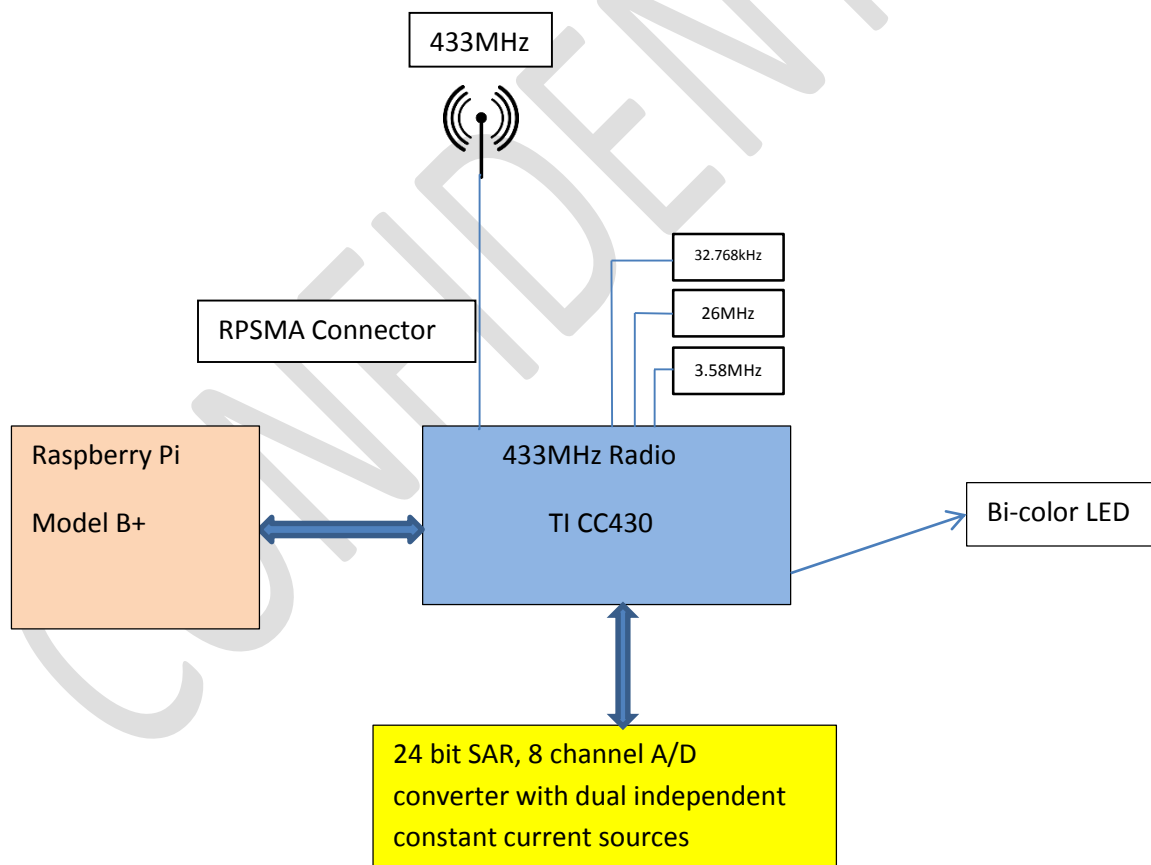 433MHz
32.768kHz
26MHz
RPSMA Connector
3.58MHz
Raspberry Pi
Model B+
433MHz Radio
TI CC430
Bi-color LED
24 bit SAR, 8 channel A/D
converter with dual independent
constant current sources
CONFIDENT